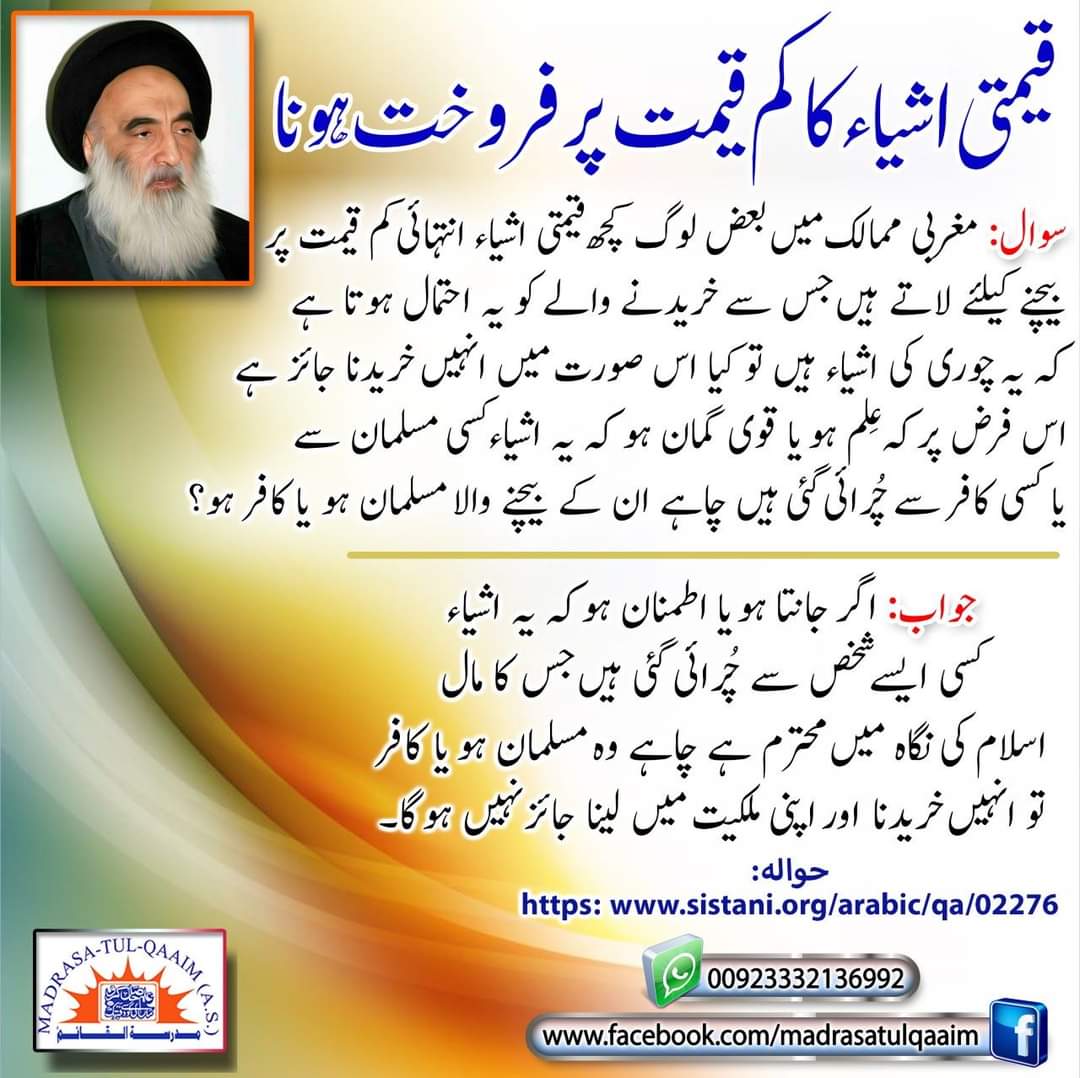 قیمتی اشیاء کا کم قیمت پر فروخت ہونا
سوال: مغربی ممالک میں بعض لوگ کچھ قیمتی اشیاء انتہائی کم قیمت پر
بیچنے کیلئے لاتے ہیں جس سے خریدنے والے کو یہ احتمال ہوتا ہے
کہ یہ چوری کی اشیاء ہیں تو کیا اس صورت میں انہیں خریدنا جائز ہے
اس فرض پر کہ عِلم ہو یا قوی گمان ہو کہ یہ اشیاء کسی مسلمان سے
یا کسی کافر سے چُرائی گئی ہیں چاہے ان کے بیچنے والا مسلمان ہو یا کافر ہو؟
جواب: اگر جانتا ہو یا اطمنان ہو کہ یہ اشیاء
کسی ایسے شخص سے چُرائی گئی ہیں جس کا مال
اسلام کی نگاہ میں محترم ہے چاہے وہ مسلمان ہو یا کافر
تو انہیں خریدنا اور اپنی ملکیت میں لینا جائز نہیں ہو گا۔
حوالہ:
https: www.sistani.org/arabic/qa/02276
MADRASA-TUL-QAAIM (A.S.)
مدرسة القائم
00923332136992
www.facebook.com/madrasatulqaaim
f